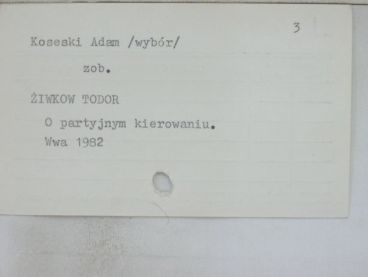 3
Koseski Adam /wybór/
zob.
ŻIWKOW TODOR
O partyjnym kierowaniu.
Wwa 1982